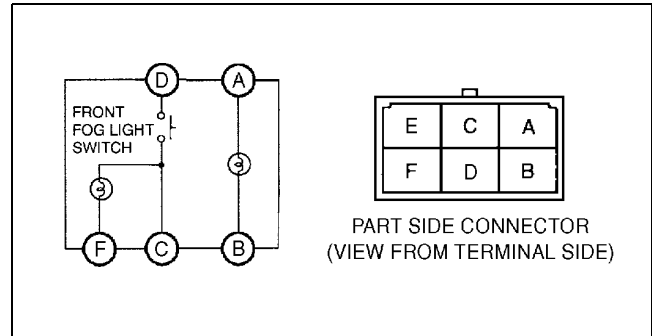 D A
FRONT
FOG LIGHT
SWITCH
F C B
E C A
F D B
PART SIDE CONNECTOR
(VIEW FROM TERMINAL SIDE)